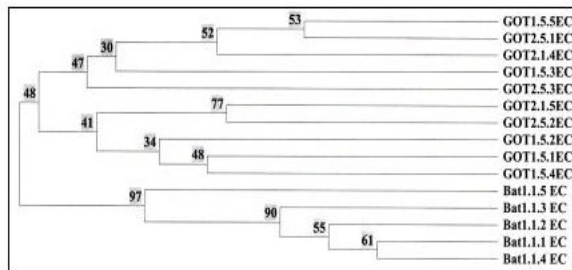 53
GOT1.5.5EC
52
GOT2.5.1EC
30
GOT2.1.4EC
47
GOT1.5.3EC
48
GOT2.5.3EC
77
GOT2.1.5EC
41
GOT2.5.2EC
34
GOT1.5.2EC
48
GOT1.5.1EC
GOT1.5.4EC
97
Bat1.1.5 EC
90
Bat1.1.3 EC
55
Bat1.1.2 EC
61
Bat1.1.1 EC
Bat1.1.4 EC